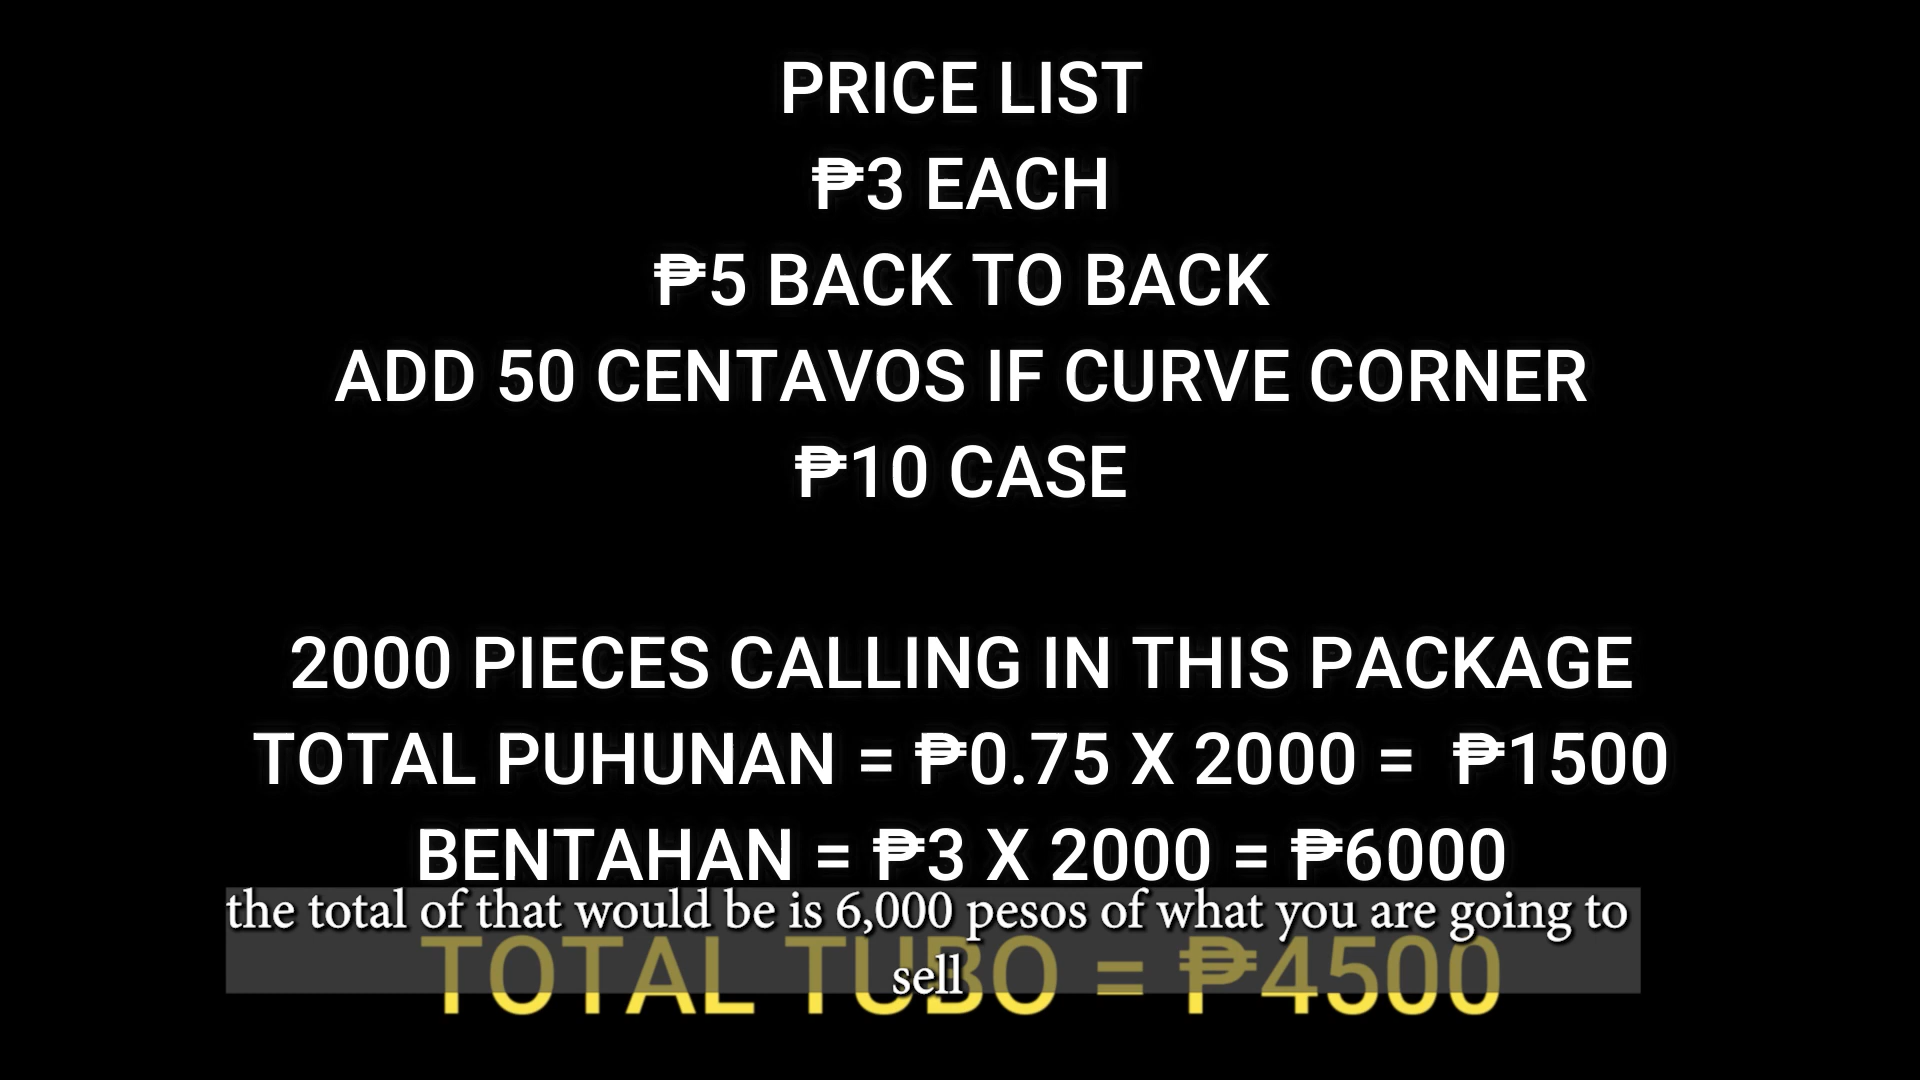 PRICE LIST
₱3 EACH
₱5 BACK TO BACK
ADD 50 CENTAVOS IF CURVE CORNER
₱10 CASE
2000 PIECES CALLING IN THIS PACKAGE
TOTAL PUHUNAN = ₱0.75 X 2000 = ₱1500
BENTAHAN = ₱3 X 2000 = ₱6000
the total of that would be is 6,000 pesos of what you are going to
sell
TOTAL TUBO = ₱4500